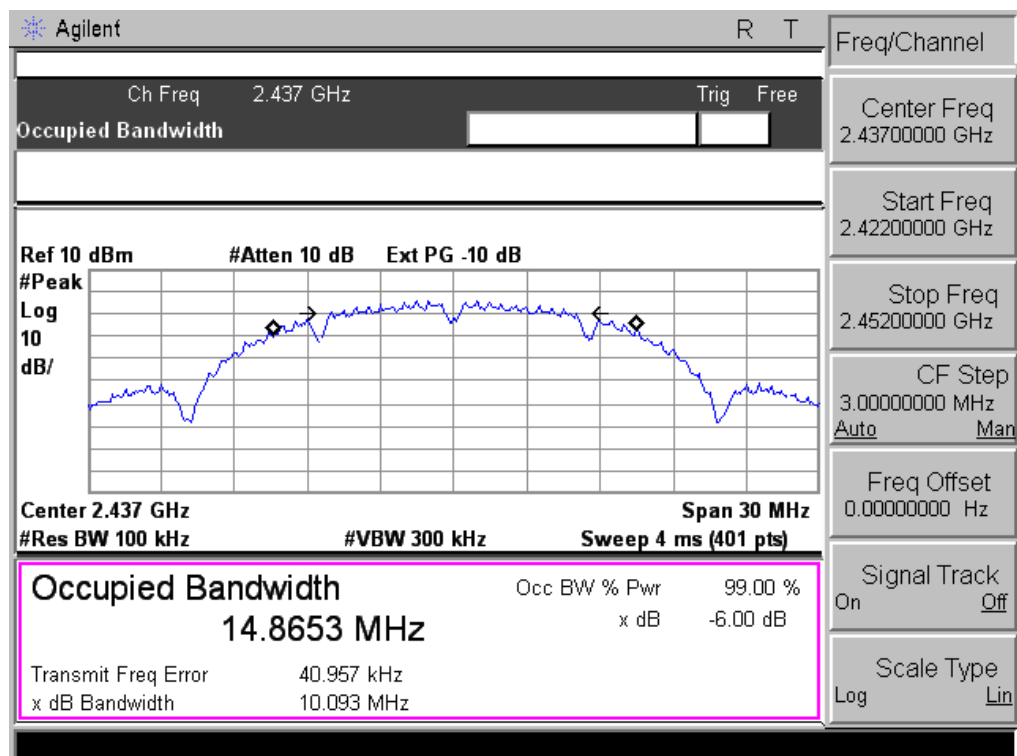 Agilent R T
Ch Freq 2.437 GHz Trig Free
Occupied Bandwidth
Ref 10 dBm #Atten 10 dB Ext PG -10 dB
#Peak
Log
10
dB/
Center 2.437 GHz Span 30 MHz
#Res BW 100 kHz #VBW 300 kHz Sweep 4 ms (401 pts)
Occupied Bandwidth Occ BW % Pwr 99.00 %
14.8653 MHz x dB -6.00 dB
Transmit Freq Error 40.957 kHz
x dB Bandwidth 10.093 MHz
Freq/Channel
Center Freq
2.43700000 GHz
Start Freq
2.42200000 GHz
Stop Freq
2.45200000 GHz
CF Step
3.00000000 MHz
Auto Man
Freq Offset
0.00000000 Hz
Signal Track
On Off
Scale Type
Log Lin